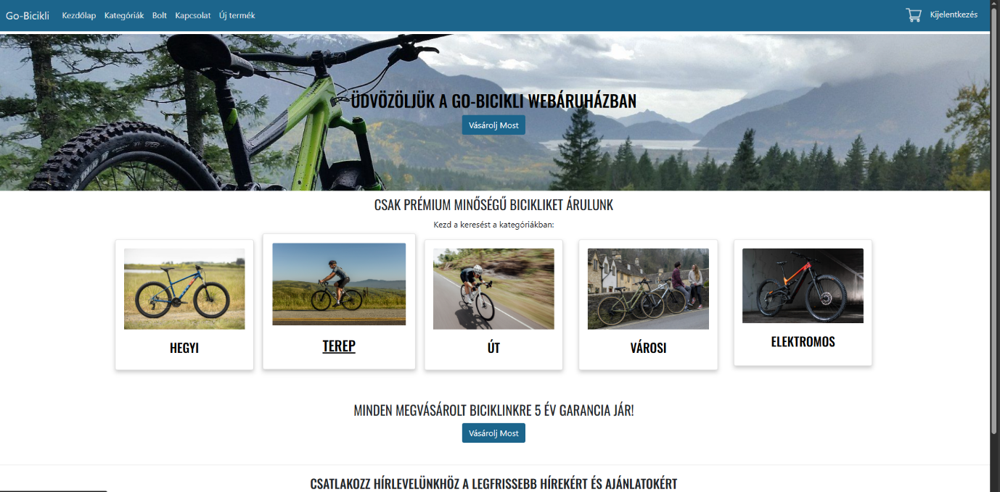 Go-Bicikli Kezdőlap Kategóriák Bolt Kapcsolat Új termék Kijelentkezés
ÜDVÖZÖLJÜK A GO-BICIKLI WEBÁRUHÁZBAN
Vásárolj Most
CSAK PRÉMIUM MINŐSÉGŰ BICIKLIKET ÁRULUNK
Kezd a keresést a kategóriákban:
HEGYI
TEREP
ÚT
VÁROSI
ELEKTROMOS
MINDEN MEGVÁSÁROLT BICIKLINKRE 5 ÉV GARANCIA JÁR!
Vásárolj Most
CSATLAKOZZ HÍRLEVELÜNKHÖZ A LEGFRISSEBB HÍREKÉRT ÉS AJÁNLATOKÉRT